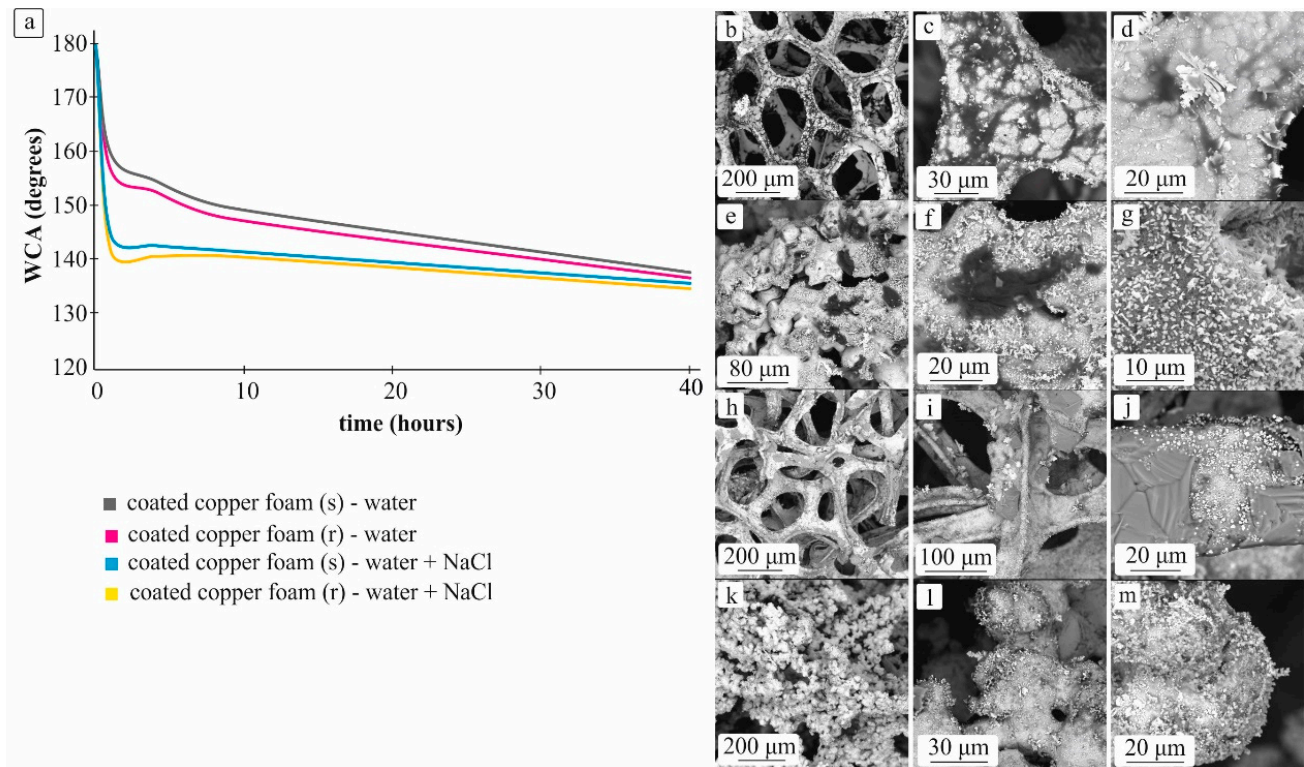 a
180
170
160
150
140
130
120
WCA (degrees)
0
10
20
30
40
time (hours)
coated copper foam (s) - water
coated copper foam (r) - water
coated copper foam (s) - water + NaCl
coated copper foam (r) - water + NaCl
b
200 μm
c
30 μm
d
20 μm
e
80 μm
f
20 μm
g
10 μm
h
200 μm
i
100 μm
j
20 μm
k
200 μm
l
30 μm
m
20 μm